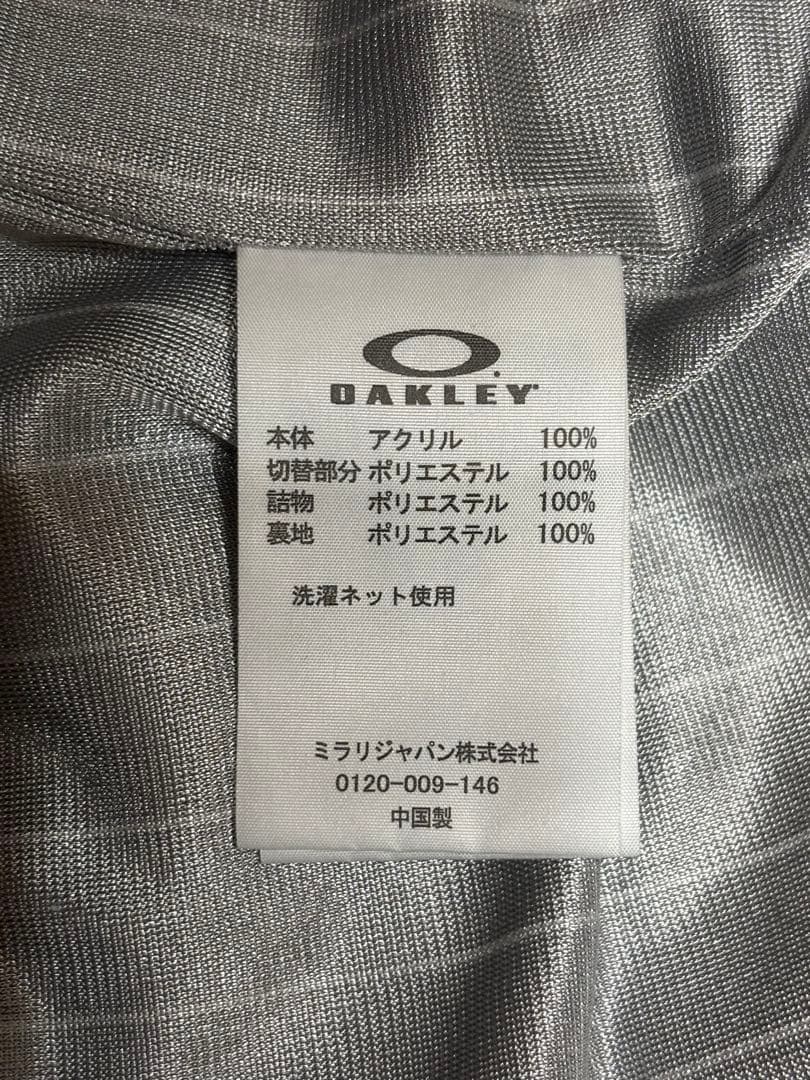 OAKLEY
本体 アクリル 100%
切替部分 ポリエステル 100%
詰物 ポリエステル 100%
裏地 ポリエステル 100%
洗濯ネット使用
ミラリジャパン株式会社
0120-009-146
中国製